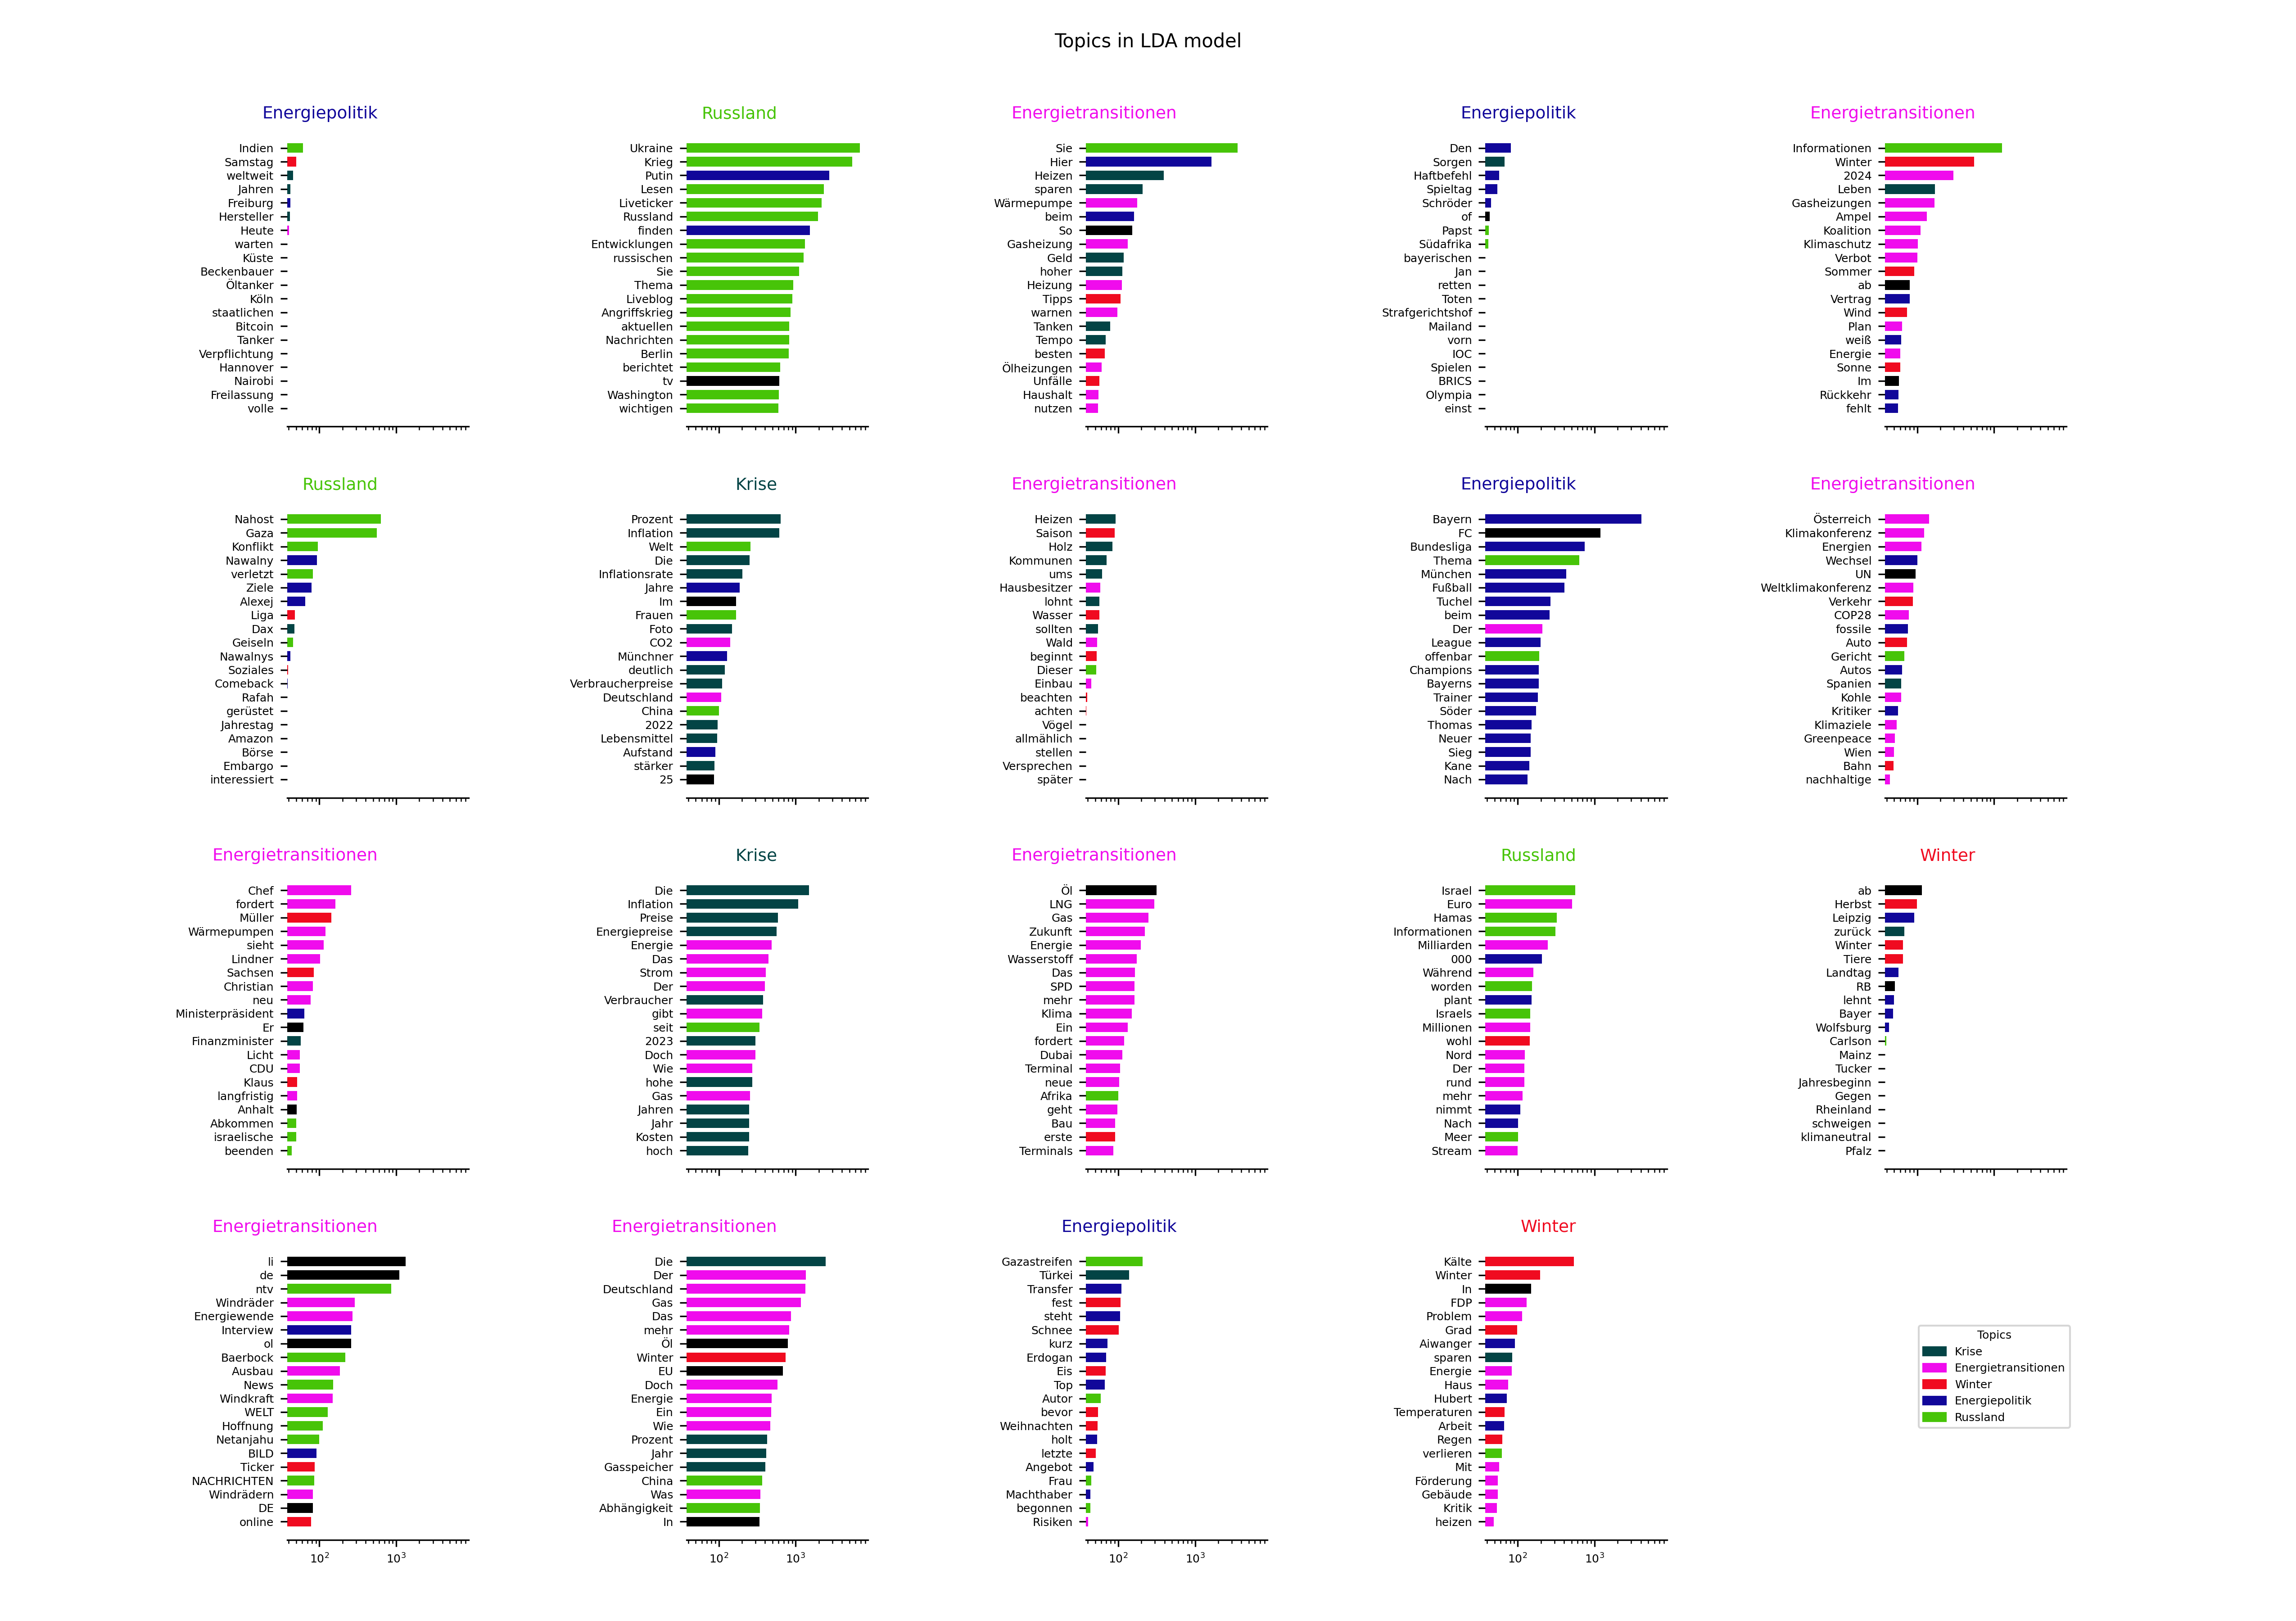 Topics in LDA model
Energiepolitik
Indien
Samstag
weltweit
Jahren
Freiburg
Hersteller
Heute
warten
Küste
Beckenbauer
Öltanker
Köln
staatlichen
Bitcoin
Tanker
Verpflichtung
Hannover
Nairobi
Freilassung
volle
Russland
Ukraine
Krieg
Putin
Lesen
Liveticker
Russland
finden
Entwicklungen
russischen
Sie
Thema
Liveblog
Angriffskrieg
aktuellen
Nachrichten
Berlin
berichtet
tv
Washington
wichtigen
Energietransitionen
Sie
Hier
Heizen
sparen
Wärmepumpe
beim
So
Gasheizung
Geld
hoher
Heizung
Tipps
warnen
Tanken
Tempo
besten
Ölheizungen
Unfälle
Haushalt
nutzen
Energiepolitik
Den
Sorgen
Haftbefehl
Spieltag
Schröder
of
Papst
Südafrika
bayerischen
Jan
retten
Toten
Strafgerichtshof
Mailand
vorn
IOC
Spielen
BRICS
Olympia
einst
Energietransitionen
Informationen
Winter
2024
Leben
Gasheizungen
Ampel
Koalition
Klimaschutz
Verbot
Sommer
ab
Vertrag
Wind
Plan
weiß
Energie
Sonne
Im
Rückkehr
fehlt
Russland
Nahost
Gaza
Konflikt
Nawalny
verletzt
Ziele
Alexej
Liga
Dax
Geiseln
Nawalnys
Soziales
Comeback
Rafah
gerüstet
Jahrestag
Amazon
Börse
Embargo
interessiert
Krise
Prozent
Inflation
Welt
Die
Inflationsrate
Jahre
Im
Frauen
Foto
CO2
Münchner
deutlich
Verbraucherpreise
Deutschland
China
2022
Lebensmittel
Aufstand
stärker
25
Energietransitionen
Heizen
Saison
Holz
Kommunen
ums
Hausbesitzer
lohnt
Wasser
sollten
Wald
beginnt
Dieser
Einbau
beachten
achten
Vögel
allmählich
stellen
Versprechen
später
Energiepolitik
Bayern
FC
Bundesliga
Thema
München
Fußball
Tuchel
beim
Der
League
offenbar
Champions
Bayerns
Trainer
Söder
Thomas
Neuer
Sieg
Kane
Nach
Energietransitionen
Österreich
Klimakonferenz
Energien
Wechsel
UN
Weltklimakonferenz
Verkehr
COP28
fossile
Auto
Gericht
Autos
Spanien
Kohle
Kritiker
Klimaziele
Greenpeace
Wien
Bahn
nachhaltige
Energietransitionen
Chef
fordert
Müller
Wärmepumpen
sieht
Lindner
Sachsen
Christian
neu
Ministerpräsident
Er
Finanzminister
Licht
CDU
Klaus
langfristig
Anhalt
Abkommen
israelische
beenden
Krise
Die
Inflation
Preise
Energiepreise
Energie
Das
Strom
Der
Verbraucher
gibt
seit
2023
Doch
Wie
hohe
Gas
Jahren
Jahr
Kosten
hoch
Energietransitionen
Öl
LNG
Gas
Zukunft
Energie
Wasserstoff
Das
SPD
mehr
Klima
Ein
fordert
Dubai
Terminal
neue
Afrika
geht
Bau
erste
Terminals
Russland
Israel
Euro
Hamas
Informationen
Milliarden
000
Während
worden
plant
Israels
Millionen
wohl
Nord
Der
rund
mehr
nimmt
Nach
Meer
Stream
Winter
ab
Herbst
Leipzig
zurück
Winter
Tiere
Landtag
RB
lehnt
Bayer
Wolfsburg
Carlson
Mainz
Tucker
Jahresbeginn
Gegen
Rheinland
schweigen
klimaneutral
Pfalz
Energietransitionen
li
de
ntv
Windräder
Energiewende
Interview
ol
Baerbock
Ausbau
News
Windkraft
WELT
Hoffnung
Netanjahu
BILD
Ticker
NACHRICHTEN
Windrädern
DE
online
10² 10³
Energietransitionen
Die
Der
Deutschland
Gas
Das
mehr
Öl
Winter
EU
Doch
Energie
Ein
Wie
Prozent
Jahr
Gasspeicher
China
Was
Abhängigkeit
In
10² 10³
Energiepolitik
Gazastreifen
Türkei
Transfer
fest
steht
Schnee
kurz
Erdogan
Eis
Top
Autor
bevor
Weihnachten
holt
letzte
Angebot
Frau
Machthaber
begonnen
Risiken
10² 10³
Winter
Kälte
Winter
In
FDP
Problem
Grad
Aiwanger
sparen
Energie
Haus
Hubert
Temperaturen
Arbeit
Regen
verlieren
Mit
Förderung
Gebäude
Kritik
heizen
10² 10³
Topics
Krise
Energietransitionen
Winter
Energiepolitik
Russland